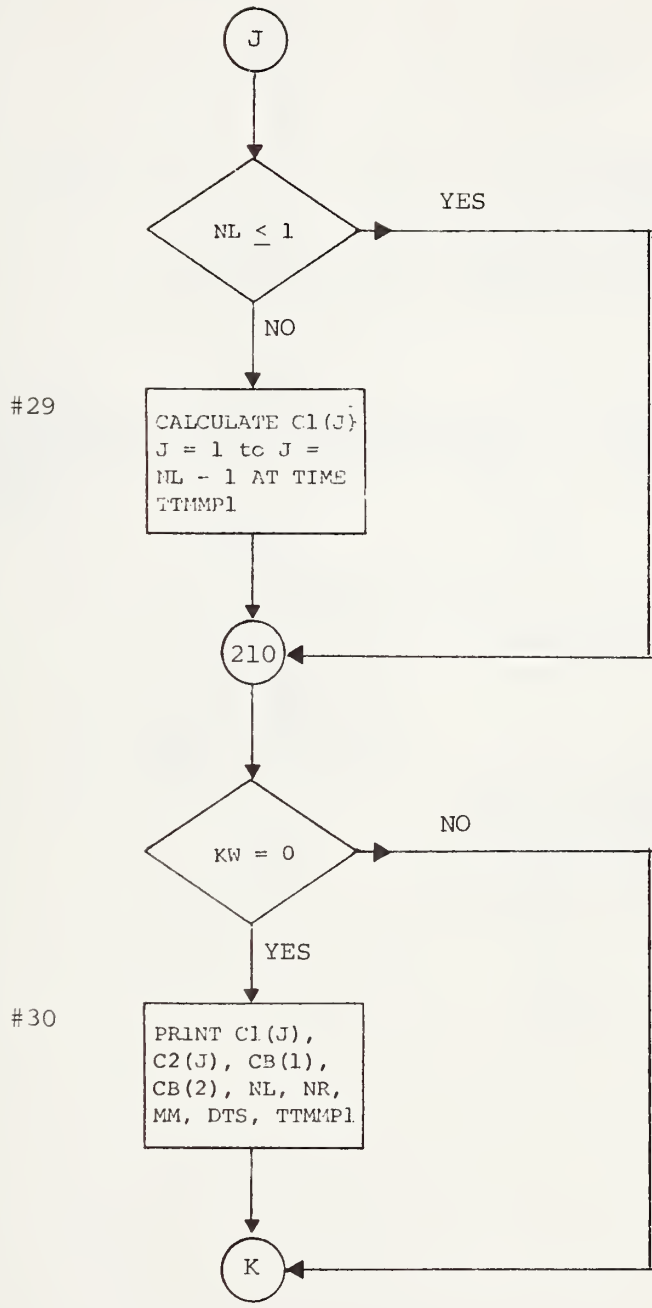 J
NL ≤ 1
YES
NO
#29
CALCULATE C1(J)
J = 1 to J =
NL - 1 AT TIME
TTMMP1
210
KW = 0
NO
YES
#30
PRINT C1(J),
C2(J), CB(1),
CB(2), NL, NR,
MM, DTS, TTMMP1
K